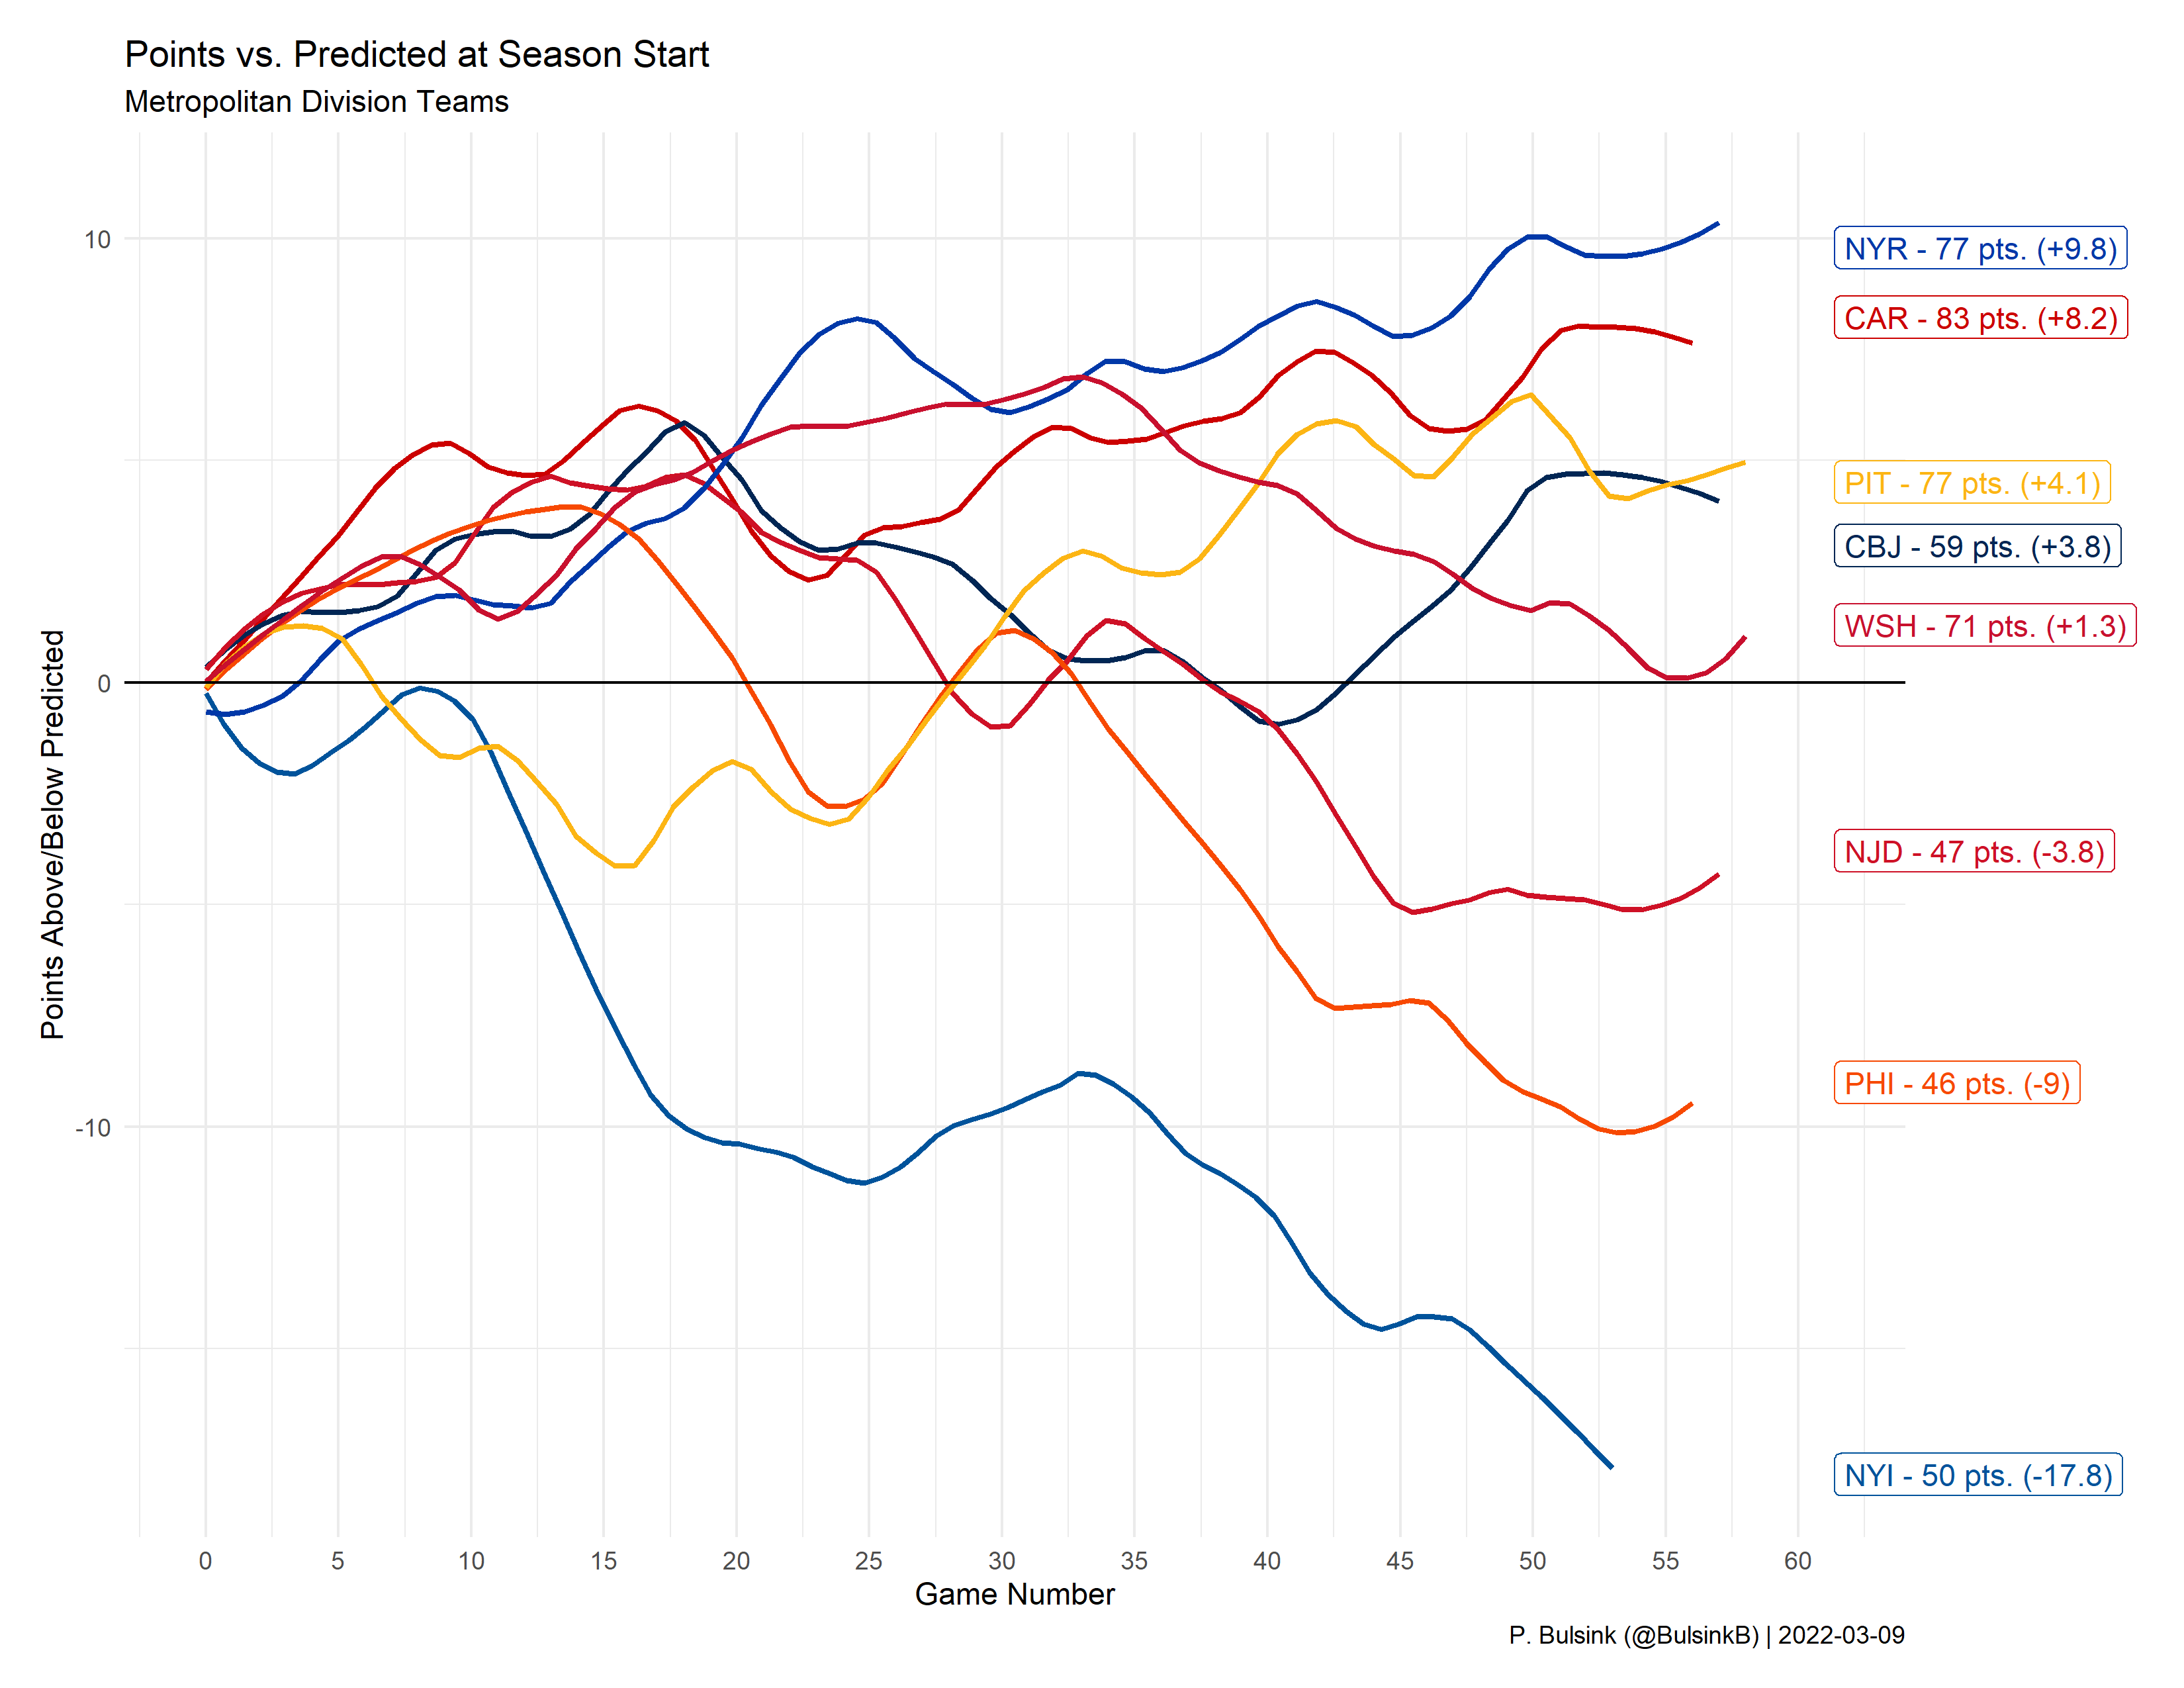 Points vs. Predicted at Season Start
Metropolitan Division Teams
Points Above/Below Predicted
10
0
-10
NYR - 77 pts. (+9.8)
CAR - 83 pts. (+8.2)
PIT - 77 pts. (+4.1)
CBJ - 59 pts. (+3.8)
WSH - 71 pts. (+1.3)
NJD - 47 pts. (-3.8)
PHI - 46 pts. (-9)
NYI - 50 pts. (-17.8)
0 5 10 15 20 25 30 35 40 45 50 55 60
Game Number
P. Bulsink (@BulsinkB) | 2022-03-09